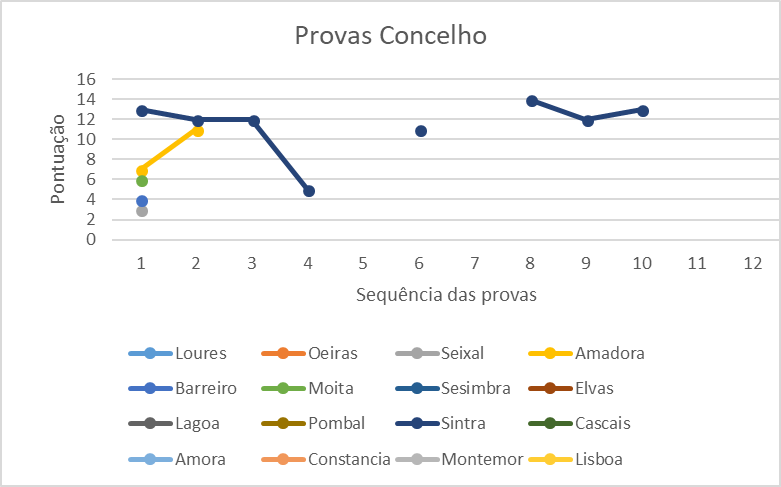 Provas Concelho
16
14
12
10
8
6
4
2
0
Pontuação
1 2 3 4 5 6 7 8 9 10 11 12
Sequência das provas
Loures Oeiras Seixal Amadora
Barreiro Moita Sesimbra Elvas
Lagoa Pombal Sintra Cascais
Amora Constancia Montemor Lisboa